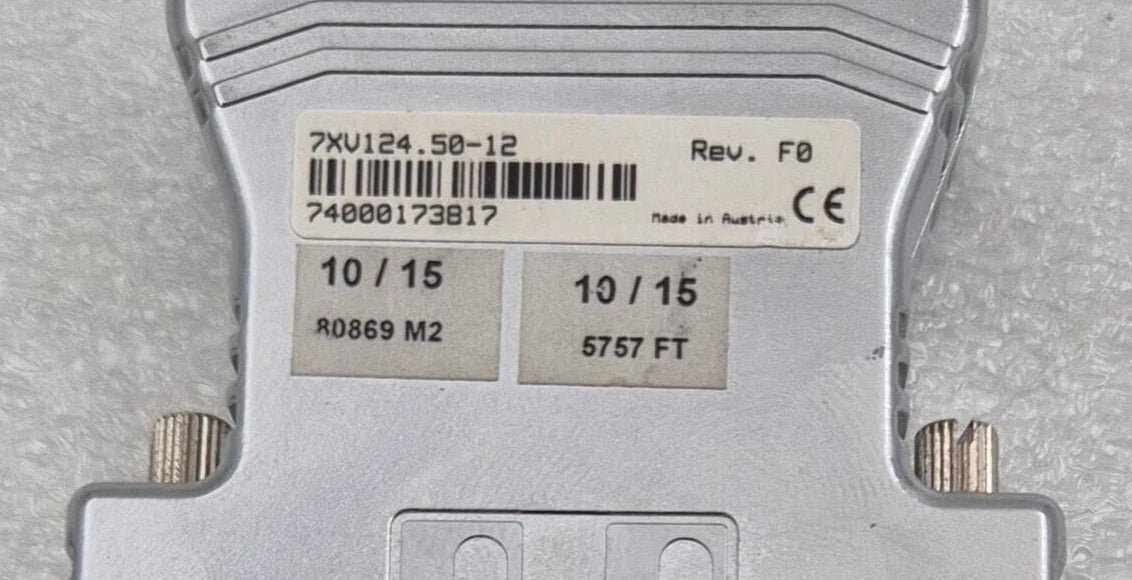 7XV124.50-12
Rev. F0
74000173817
Made in Austria
CE
10 / 15
80869 M2
10 / 15
5757 FT